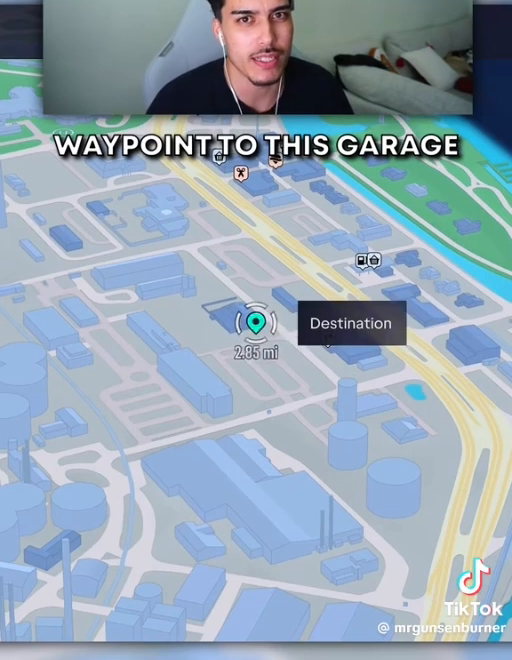 WAYPOINT TO THIS GARAGE
Destination
2.85 mi
TikTok
@ mrgunsenburner